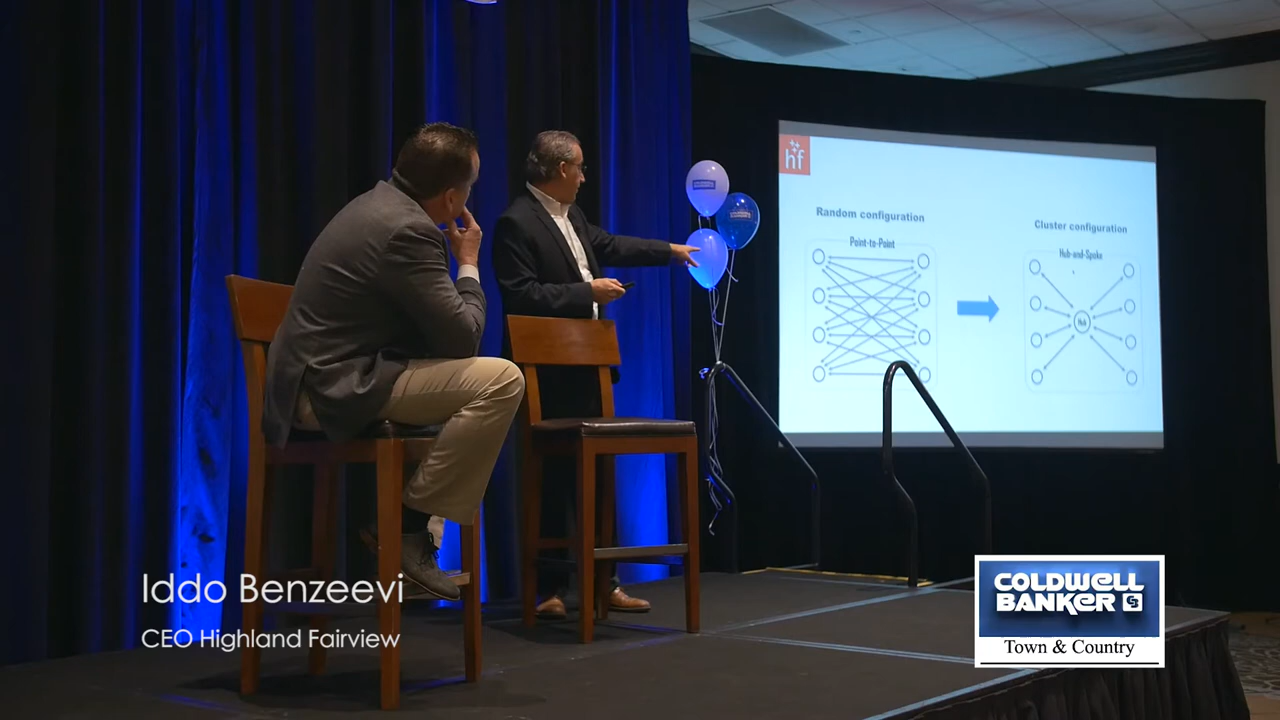 hf
Random configuration
Point-to-Point
Cluster configuration
Hub-and-Spoke
Hub
Iddo Benzeevi
CEO Highland Fairview
COLDWELL
BANKER
Town & Country